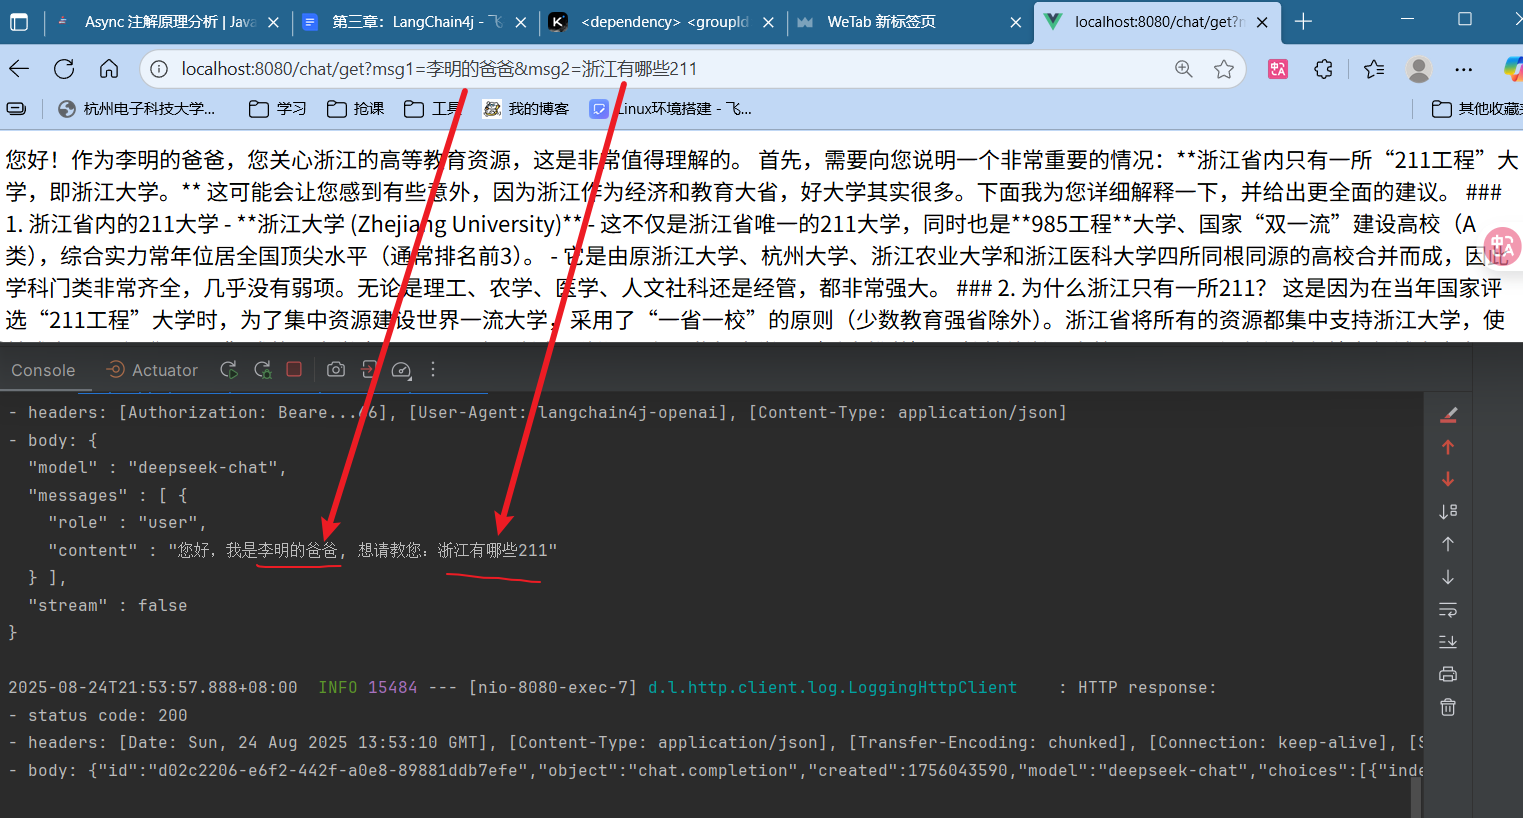 Async 注解原理分析 | Java
第三章：LangChain4j - 飞
<dependency> <groupId
WeTab 新标签页
localhost:8080/chat/get?m
localhost:8080/chat/get?msg1=李明的爸爸&msg2=浙江有哪些211
杭州电子科技大学...
学习
抢课
工具
我的博客
Linux环境搭建 - 飞...
其他收藏夹
您好！作为李明的爸爸，您关心浙江的高等教育资源，这是非常值得理解的。 首先，需要向您说明一个非常重要的情况：**浙江省内只有一所“211工程”大
学，即浙江大学。** 这可能会让您感到有些意外，因为浙江作为经济和教育大省，好大学其实很多。下面我为您详细解释一下，并给出更全面的建议。 ###
1. 浙江省内的211大学 - **浙江大学 (Zhejiang University)** - 这不仅是浙江省唯一的211大学，同时也是**985工程**大学、国家“双一流”建设高校（A
类），综合实力常年位居全国顶尖水平（通常排名前3）。 - 它是由原浙江大学、杭州大学、浙江农业大学和浙江医科大学四所同根同源的高校合并而成，因此
学科门类非常齐全，几乎没有弱项。无论是理工、农学、医学、人文社科还是经管，都非常强大。 ### 2. 为什么浙江只有一所211？ 这是因为在当年国家评
选“211工程”大学时，为了集中资源建设世界一流大学，采用了“一省一校”的原则（少数教育强省除外）。浙江省将所有的资源都集中支持浙江大学，使
Console
Actuator
- headers: [Authorization: Beare...66], [User-Agent: langchain4j-openai], [Content-Type: application/json]
- body: {
"model" : "deepseek-chat",
"messages" : [ {
"role" : "user",
"content" : "您好，我是李明的爸爸, 想请教您：浙江有哪些211"
} ],
"stream" : false
}
2025-08-24T21:53:57.888+08:00 INFO 15484 --- [nio-8080-exec-7] d.l.http.client.log.LoggingHttpClient : HTTP response:
- status code: 200
- headers: [Date: Sun, 24 Aug 2025 13:53:10 GMT], [Content-Type: application/json], [Transfer-Encoding: chunked], [Connection: keep-alive], [S
- body: {"id":"d02c2206-e6f2-442f-a0e8-89881ddb7efe","object":"chat.completion","created":1756043590,"model":"deepseek-chat","choices":[{"inde